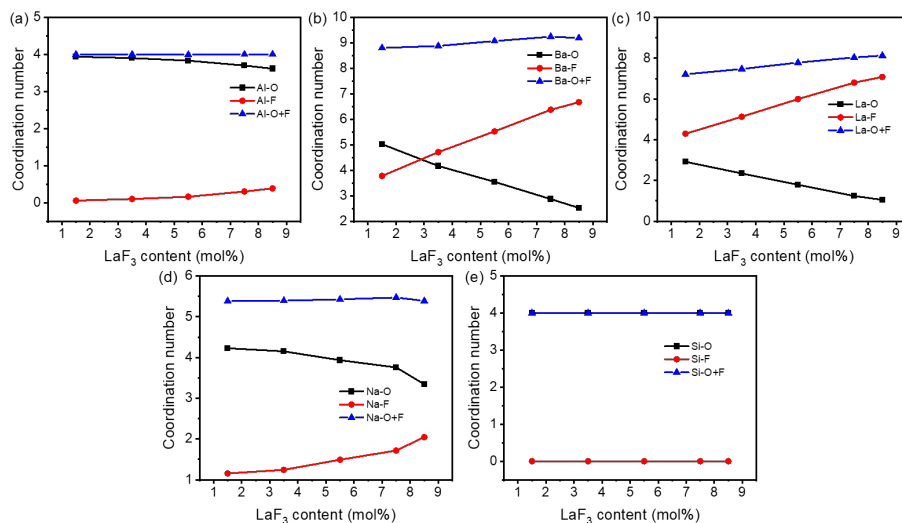 (a)
5
4
3
2
1
0
Coordination number
Al-O
Al-F
Al-O+F
1 2 3 4 5 6 7 8 9
LaF₃ content (mol%)
(b)
10
9
8
7
6
5
4
3
2
Coordination number
Ba-O
Ba-F
Ba-O+F
1 2 3 4 5 6 7 8 9
LaF₃ content (mol%)
(c)
10
8
6
4
2
0
Coordination number
La-O
La-F
La-O+F
1 2 3 4 5 6 7 8 9
LaF₃ content (mol%)
(d)
6
5
4
3
2
1
Coordination number
Na-O
Na-F
Na-O+F
1 2 3 4 5 6 7 8 9
LaF₃ content (mol%)
(e)
5
4
3
2
1
0
Coordination number
Si-O
Si-F
Si-O+F
1 2 3 4 5 6 7 8 9
LaF₃ content (mol%)